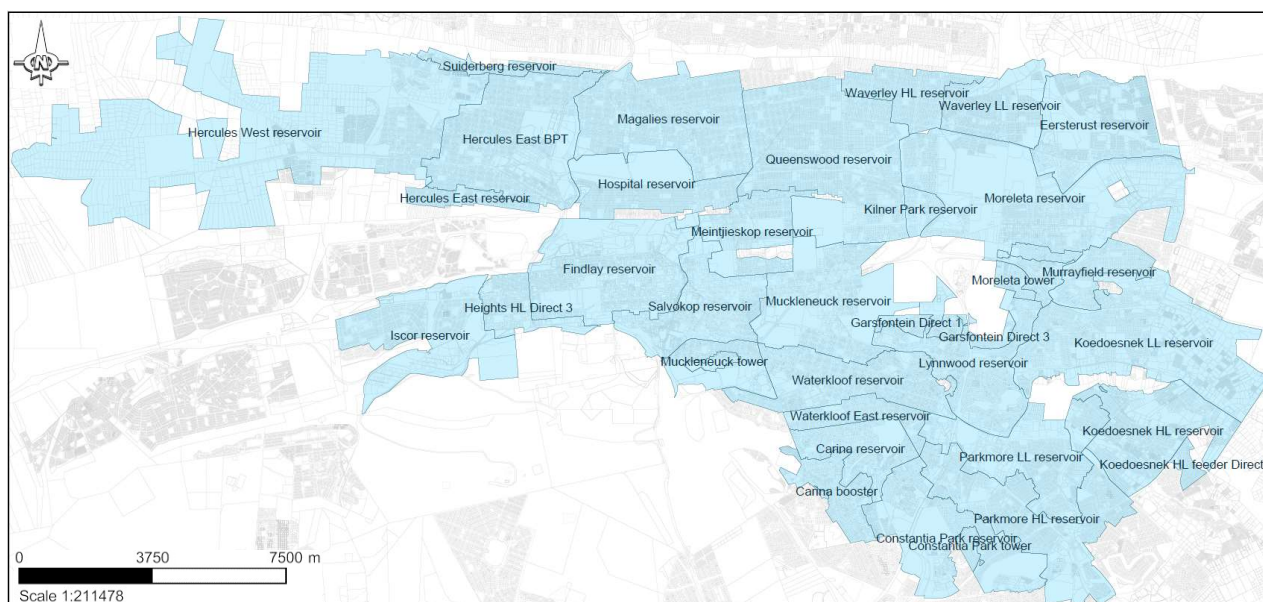 N
Suiderberg reservoir
Waverley HL reservoir
Waverley LL reservoir
Magalies reservoir
Eersterust reservoir
Hercules West reservoir
Hercules East BPT
Queenswood reservoir
Hospital reservoir
Hercules East reservoir
Moreleta reservoir
Kilner Park reservoir
Meintjieskop reservoir
Findlay reservoir
Murrayfield reservoir
Moreleta tower
Muckleneuck reservoir
Heights HL Direct 3
Salvokop reservoir
Garsfontein Direct 1
Iscor reservoir
Garsfontein Direct 3
Koedoesnek LL reservoir
Muckleneuck tower
Lynnwood reservoir
Waterkloof reservoir
Waterkloof East reservoir
Koedoesnek HL reservoir
Carina reservoir
Parkmore LL reservoir
Koedoesnek HL feeder Direct
Carina booster
Parkmore HL reservoir
Constantia Park reservoir
Constantia Park tower
0 3750 7500 m
Scale 1:211478